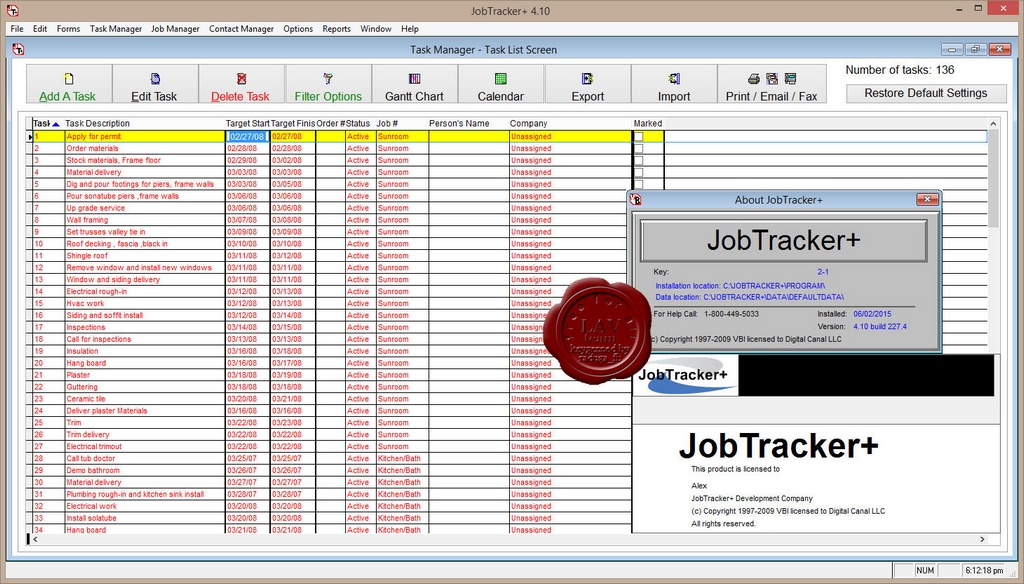 JobTracker+ 4.10
File Edit Forms Task Manager Job Manager Contact Manager Options Reports Window Help
Task Manager - Task List Screen
Add A Task Edit Task Delete Task Filter Options Gantt Chart Calendar Export Import Print / Email / Fax
Number of tasks: 136
Restore Default Settings
Task Task Description Target Start Target Finis Order # Status Job # Person's Name Company Marked
1 Apply for permit 02/27/08 02/27/08 Active Sunroom Unassigned
2 Order materials 02/28/08 02/28/08 Active Sunroom Unassigned
3 Stock materials, Frame floor 02/29/08 03/02/08 Active Sunroom Unassigned
4 Material delivery 03/03/08 03/03/08 Active Sunroom Unassigned
5 Dig and pour footings for piers, frame walls 03/03/08 03/05/08 Active Sunroom Unassigned
6 Pour sonatube piers ,frame walls 03/06/08 03/06/08 Active Sunroom Unassigned
7 Up grade service 03/06/08 03/06/08 Active Sunroom Unassigned
8 Wall framing 03/07/08 03/08/08 Active Sunroom Unassigned
9 Set trusses valley tie in 03/09/08 03/09/08 Active Sunroom Unassigned
10 Roof decking , fascia ,black in 03/10/08 03/10/08 Active Sunroom Unassigned
11 Shingle roof 03/11/08 03/12/08 Active Sunroom Unassigned
12 Remove window and install new windows 03/11/08 03/11/08 Active Sunroom Unassigned
13 Window and siding delivery 03/11/08 03/11/08 Active Sunroom Unassigned
14 Electrical rough-in 03/12/08 03/13/08 Active Sunroom Unassigned
15 Hvac work 03/12/08 03/13/08 Active Sunroom Unassigned
16 Siding and soffit install 03/12/08 03/14/08 Active Sunroom Unassigned
17 Inspections 03/14/08 03/15/08 Active Sunroom Unassigned
18 Call for inspections 03/13/08 03/13/08 Active Sunroom Unassigned
19 Insulation 03/16/08 03/18/08 Active Sunroom Unassigned
20 Hang board 03/16/08 03/17/08 Active Sunroom Unassigned
21 Plaster 03/18/08 03/19/08 Active Sunroom Unassigned
22 Guttering 03/18/08 03/18/08 Active Sunroom Unassigned
23 Ceramic tile 03/20/08 03/21/08 Active Sunroom Unassigned
24 Deliver plaster Materials 03/16/08 03/16/08 Active Sunroom Unassigned
25 Trim 03/22/08 03/23/08 Active Sunroom Unassigned
26 Trim delivery 03/22/08 03/22/08 Active Sunroom Unassigned
27 Electrical trimout 03/22/08 03/23/08 Active Sunroom Unassigned
28 Call tub doctor 03/25/07 03/25/07 Active Kitchen/Bath Unassigned
29 Demo bathroom 03/26/07 03/26/07 Active Kitchen/Bath Unassigned
30 Material delivery 03/27/07 03/27/07 Active Kitchen/Bath Unassigned
31 Plumbing rough-in and kitchen sink install 03/28/07 03/28/07 Active Kitchen/Bath Unassigned
32 Electrical work 03/20/08 03/20/08 Active Kitchen/Bath Unassigned
33 Install solatube 03/20/08 03/20/08 Active Kitchen/Bath Unassigned
34 Hang board 03/21/08 03/21/08 Active Kitchen/Bath Unassigned
About JobTracker+
JobTracker+
Key: 2-1
Installation location: C:\JOBTRACKER+\PROGRAM\
Data location: C:\JOBTRACKER+\DATA\DEFAULTDATA\
For Help Call: 1-800-449-5033 Installed: 06/02/2015
Version: 4.10 build 227.4
(c) Copyright 1997-2009 VBI licensed to Digital Canal LLC
LAV
JobTracker+
JobTracker+
This product is licensed to
Alex
JobTracker+ Development Company
(c) Copyright 1997-2009 VBI licensed to Digital Canal LLC
All rights reserved.
NUM 6:12:18 pm